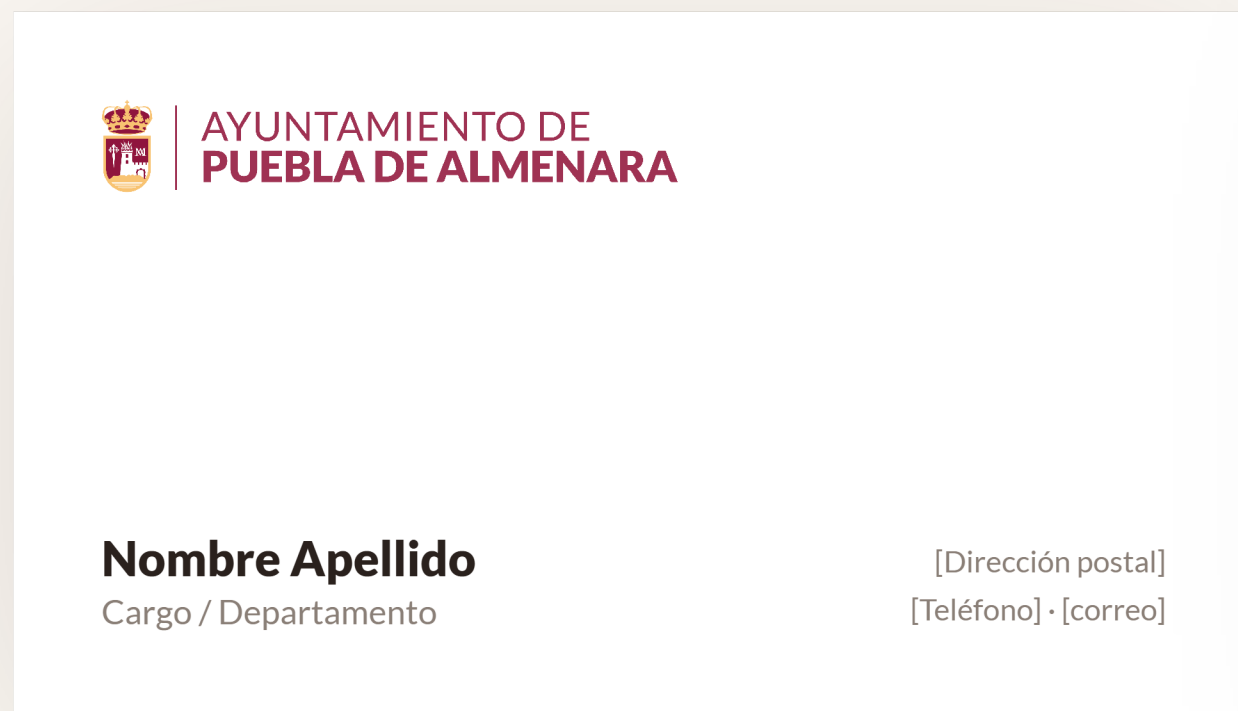 AYUNTAMIENTO DE
PUEBLA DE ALMENARA
Nombre Apellido
Cargo / Departamento
[Dirección postal]
[Teléfono] · [correo]